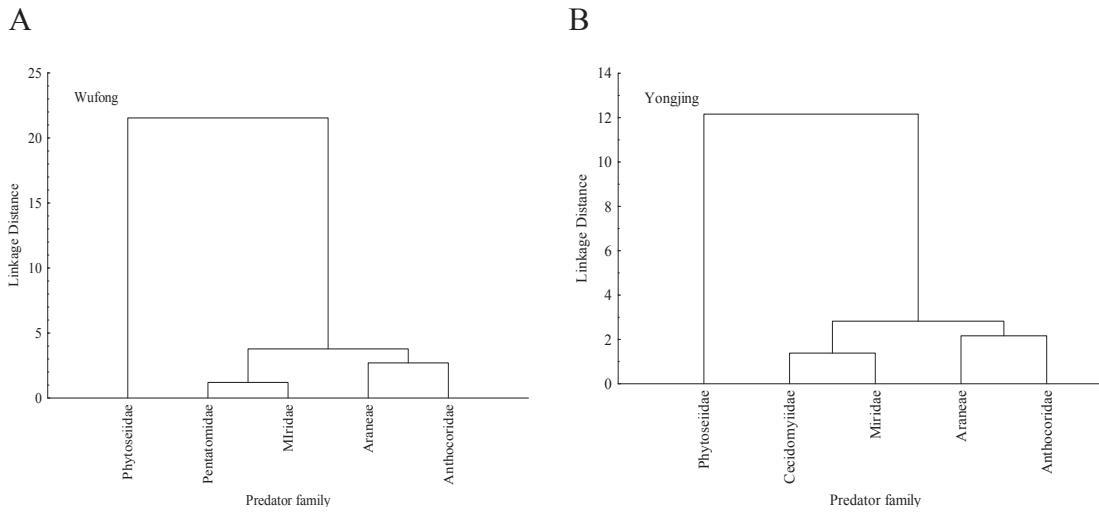 A
B
25
20
15
10
5
0
Linkage Distance
Wufong
Phytoseiidae
Pentatomidae
MIridae
Araneae
Anthocoridae
Predator family
14
12
10
8
6
4
2
0
Linkage Distance
Yongjing
Phytoseiidae
Cecidomyiidae
Miridae
Araneae
Anthocoridae
Predator family